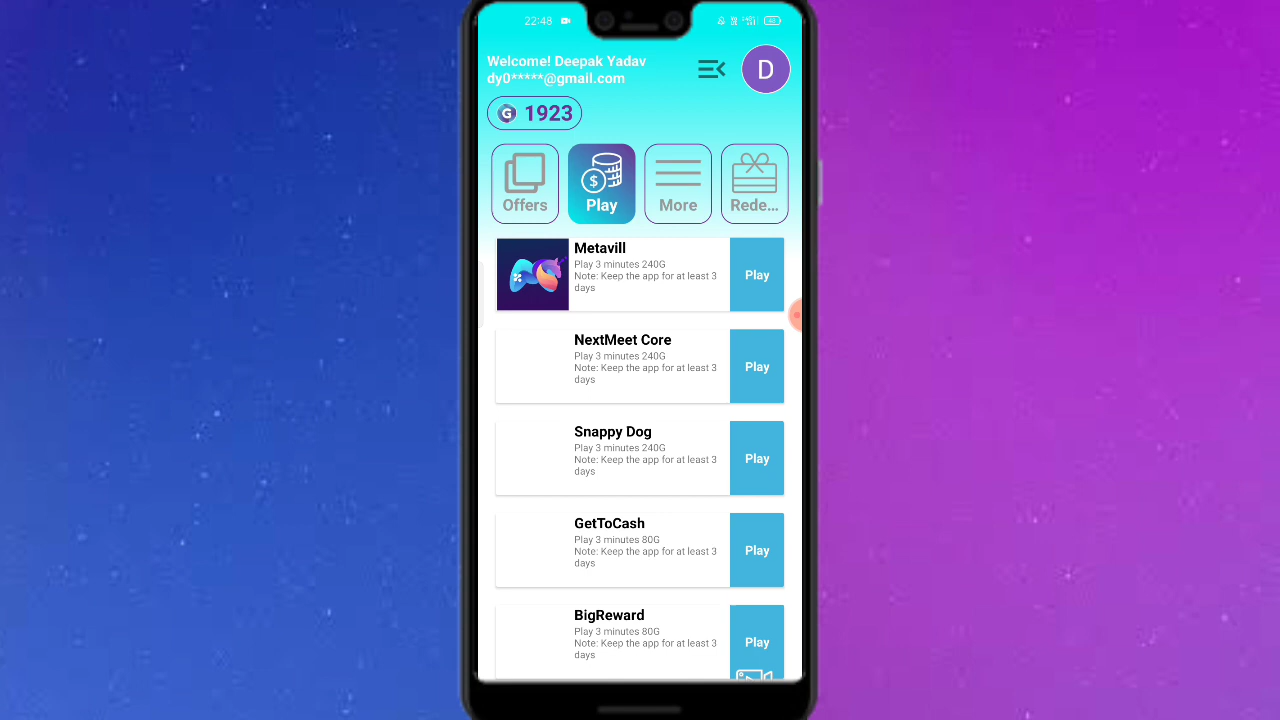 22:48
Welcome! Deepak Yadav
dy0*****@gmail.com
D
G 1923
Offers
Play
More
Rede...
Metavill
Play 3 minutes 240G
Note: Keep the app for at least 3
days
Play
NextMeet Core
Play 3 minutes 240G
Note: Keep the app for at least 3
days
Play
Snappy Dog
Play 3 minutes 240G
Note: Keep the app for at least 3
days
Play
GetToCash
Play 3 minutes 80G
Note: Keep the app for at least 3
days
Play
BigReward
Play 3 minutes 80G
Note: Keep the app for at least 3
days
Play